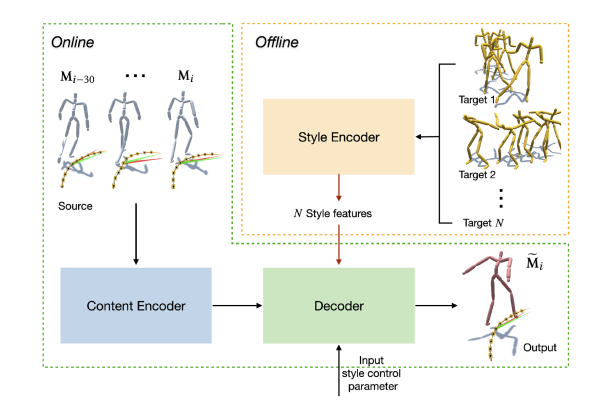 Online
Offline
M_{i−30} ··· M_i
Target 1
Style Encoder
Target 2
Source
N Style features
Target N
M̃_i
Content Encoder
Decoder
Output
Input
style control
parameter